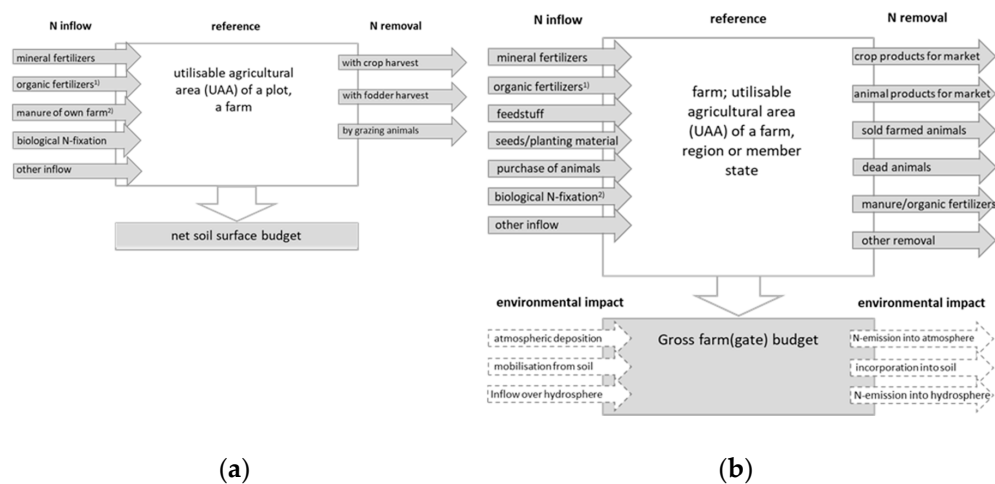 N inflow
reference
N removal
mineral fertilizers
organic fertilizers¹⁾
manure of own farm²⁾
biological N-fixation
other inflow
utilisable agricultural
area (UAA) of a plot,
a farm
with crop harvest
with fodder harvest
by grazing animals
net soil surface budget
(a)
N inflow
reference
N removal
mineral fertilizers
organic fertilizers¹⁾
feedstuff
seeds/planting material
purchase of animals
biological N-fixation²⁾
other inflow
farm; utilisable
agricultural area
(UAA) of a farm,
region or member
state
crop products for market
animal products for market
sold farmed animals
dead animals
manure/organic fertilizers
other removal
environmental impact
environmental impact
atmospheric deposition
mobilisation from soil
Inflow over hydrosphere
Gross farm(gate) budget
N-emission into atmosphere
incorporation into soil
N-emission into hydrosphere
(b)